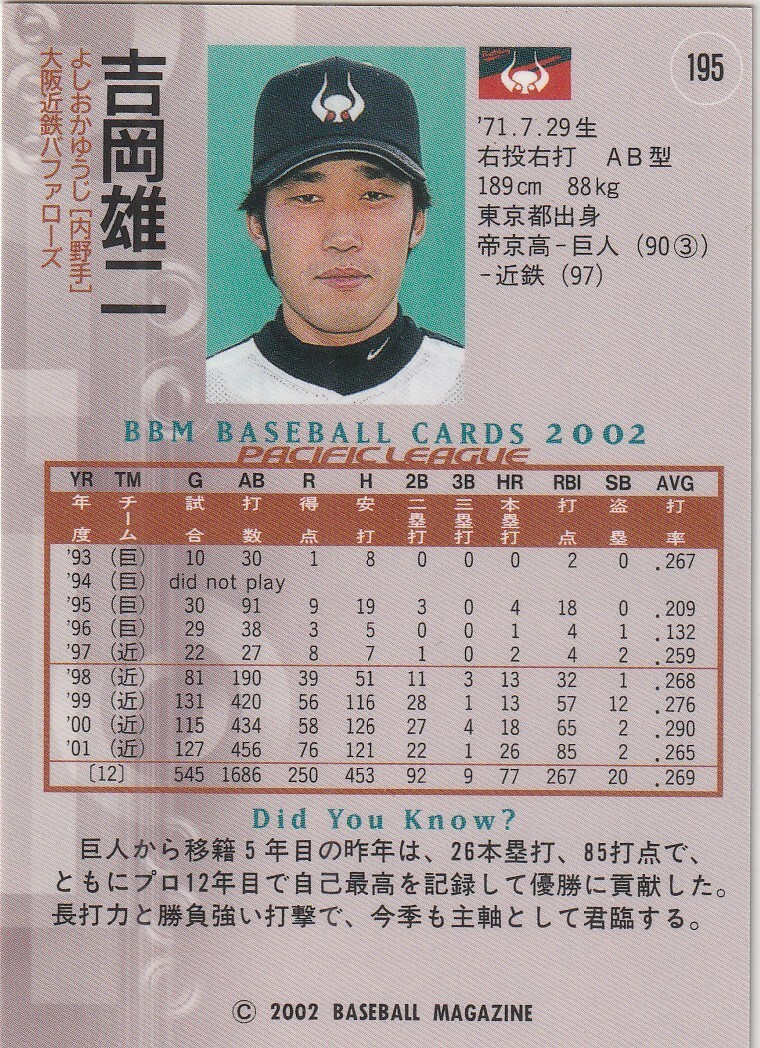 195
吉岡雄二
よしおかゆうじ［内野手］
大阪近鉄バファローズ
'71.7.29生
右投右打　AB型
189cm　88kg
東京都出身
帝京高-巨人（90③）
-近鉄（97）
BBM BASEBALL CARDS 2002
PACIFIC LEAGUE
YR TM G AB R H 2B 3B HR RBI SB AVG
年度 チーム 試合 打数 得点 安打 二塁打 三塁打 本塁打 打点 盗塁 打率
'93 (巨) 10 30 1 8 0 0 0 2 0 .267
'94 (巨) did not play
'95 (巨) 30 91 9 19 3 0 4 18 0 .209
'96 (巨) 29 38 3 5 0 0 1 4 1 .132
'97 (近) 22 27 8 7 1 0 2 4 2 .259
'98 (近) 81 190 39 51 11 3 13 32 1 .268
'99 (近) 131 420 56 116 28 1 13 57 12 .276
'00 (近) 115 434 58 126 27 4 18 65 2 .290
'01 (近) 127 456 76 121 22 1 26 85 2 .265
〔12〕 545 1686 250 453 92 9 77 267 20 .269
Did You Know?
巨人から移籍5年目の昨年は、26本塁打、85打点で、
ともにプロ12年目で自己最高を記録して優勝に貢献した。
長打力と勝負強い打撃で、今季も主軸として君臨する。
© 2002 BASEBALL MAGAZINE